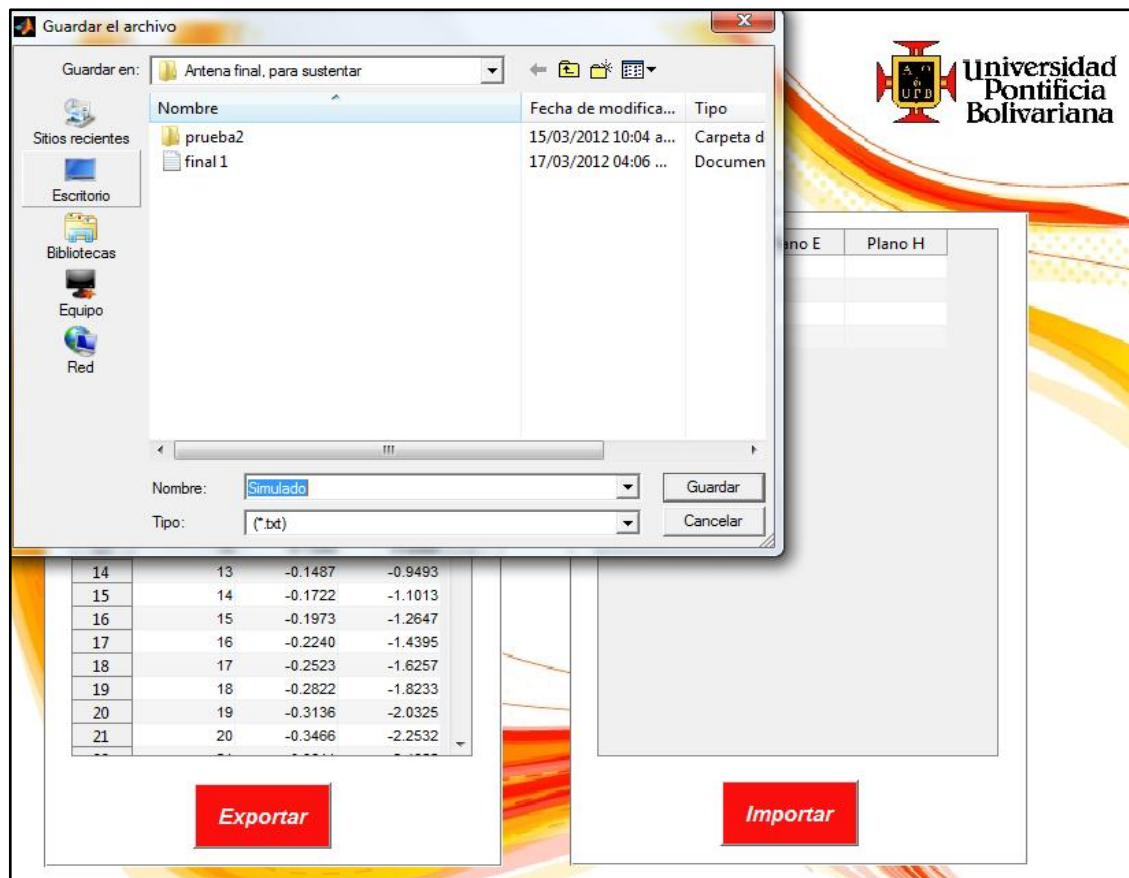 Guardar el archivo
Guardar en:
Antena final, para sustentar
Universidad
Pontificia
Bolivariana
A O
UPB
Nombre
Fecha de modifica...
Tipo
Sitios recientes
Escritorio
Bibliotecas
Equipo
Red
prueba2 15/03/2012 10:04 a... Carpeta d
final 1 17/03/2012 04:06 ... Documen
Nombre: Simulado Guardar
Tipo: (*.txt) Cancelar
ano E Plano H
14 13 -0.1487 -0.9493
15 14 -0.1722 -1.1013
16 15 -0.1973 -1.2647
17 16 -0.2240 -1.4395
18 17 -0.2523 -1.6257
19 18 -0.2822 -1.8233
20 19 -0.3136 -2.0325
21 20 -0.3466 -2.2532
Exportar
Importar